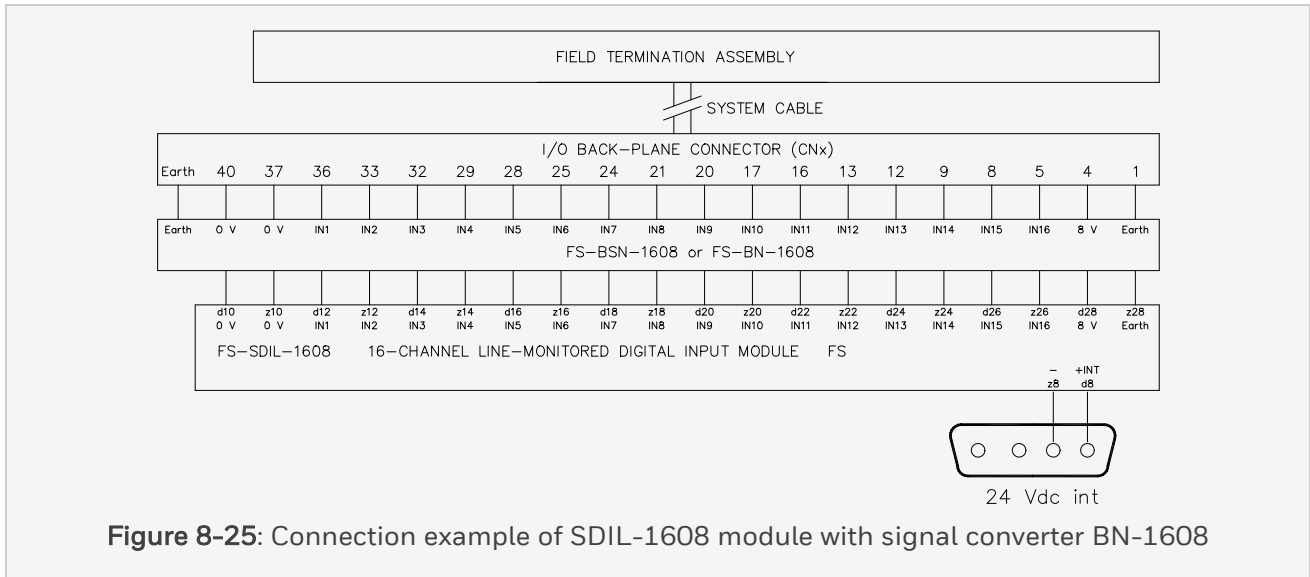 FIELD TERMINATION ASSEMBLY
SYSTEM CABLE
I/O BACK-PLANE CONNECTOR (CNx)
Earth 40 37 36 33 32 29 28 25 24 21 20 17 16 13 12 9 8 5 4 1
Earth 0 V 0 V IN1 IN2 IN3 IN4 IN5 IN6 IN7 IN8 IN9 IN10 IN11 IN12 IN13 IN14 IN15 IN16 8 V Earth
FS-BSN-1608 or FS-BN-1608
d10 z10 d12 z12 d14 z14 d16 z16 d18 z18 d20 z20 d22 z22 d24 z24 d26 z26 d28 z28
0 V 0 V IN1 IN2 IN3 IN4 IN5 IN6 IN7 IN8 IN9 IN10 IN11 IN12 IN13 IN14 IN15 IN16 8 V Earth
FS-SDIL-1608 16-CHANNEL LINE-MONITORED DIGITAL INPUT MODULE FS
- +INT
z8 d8
24 Vdc int
Figure 8-25: Connection example of SDIL-1608 module with signal converter BN-1608